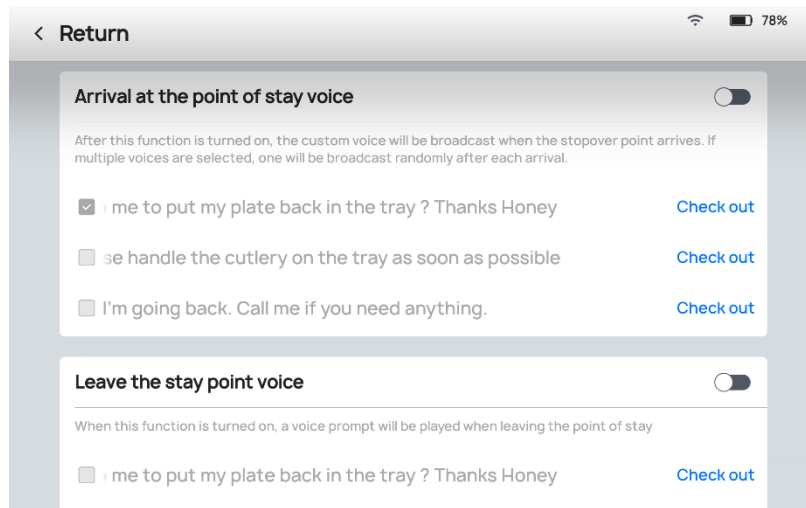 78%
Return
Arrival at the point of stay voice
After this function is turned on, the custom voice will be broadcast when the stopover point arrives. If
multiple voices are selected, one will be broadcast randomly after each arrival.
me to put my plate back in the tray ? Thanks Honey
Check out
se handle the cutlery on the tray as soon as possible
Check out
I'm going back. Call me if you need anything.
Check out
Leave the stay point voice
When this function is turned on, a voice prompt will be played when leaving the point of stay
me to put my plate back in the tray ? Thanks Honey
Check out